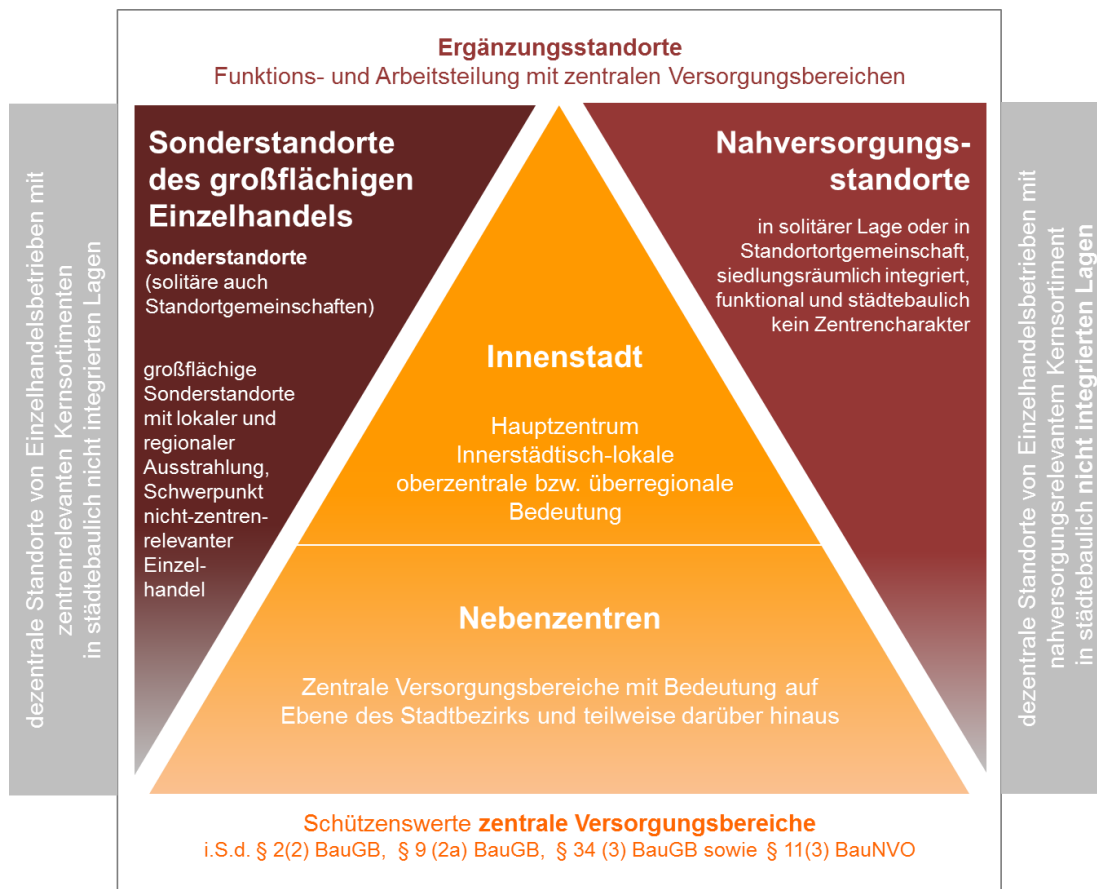 Ergänzungsstandorte
Funktions- und Arbeitsteilung mit zentralen Versorgungsbereichen
dezentrale Standorte von Einzelhandelsbetrieben mit
zentrenrelevanten Kernsortimenten
in städtebaulich nicht integrierten Lagen
Sonderstandorte
des großflächigen
Einzelhandels
Sonderstandorte
(solitäre auch
Standortgemeinschaften)
großflächige
Sonderstandorte
mit lokaler und
regionaler
Ausstrahlung,
Schwerpunkt
nicht-zentren-
relevanter
Einzel-
handel
Innenstadt
Hauptzentrum
Innerstädtisch-lokale
oberzentrale bzw. überregionale
Bedeutung
Nebenzentren
Zentrale Versorgungsbereiche mit Bedeutung auf
Ebene des Stadtbezirks und teilweise darüber hinaus
Nahversorgungs-
standorte
in solitärer Lage oder in
Standortortgemeinschaft,
siedlungsräumlich integriert,
funktional und städtebaulich
kein Zentrencharakter
dezentrale Standorte von Einzelhandelsbetrieben mit
nahversorgungsrelevantem Kernsortiment
in städtebaulich nicht integrierten Lagen
Schützenswerte zentrale Versorgungsbereiche
i.S.d. § 2(2) BauGB, § 9 (2a) BauGB, § 34 (3) BauGB sowie § 11(3) BauNVO